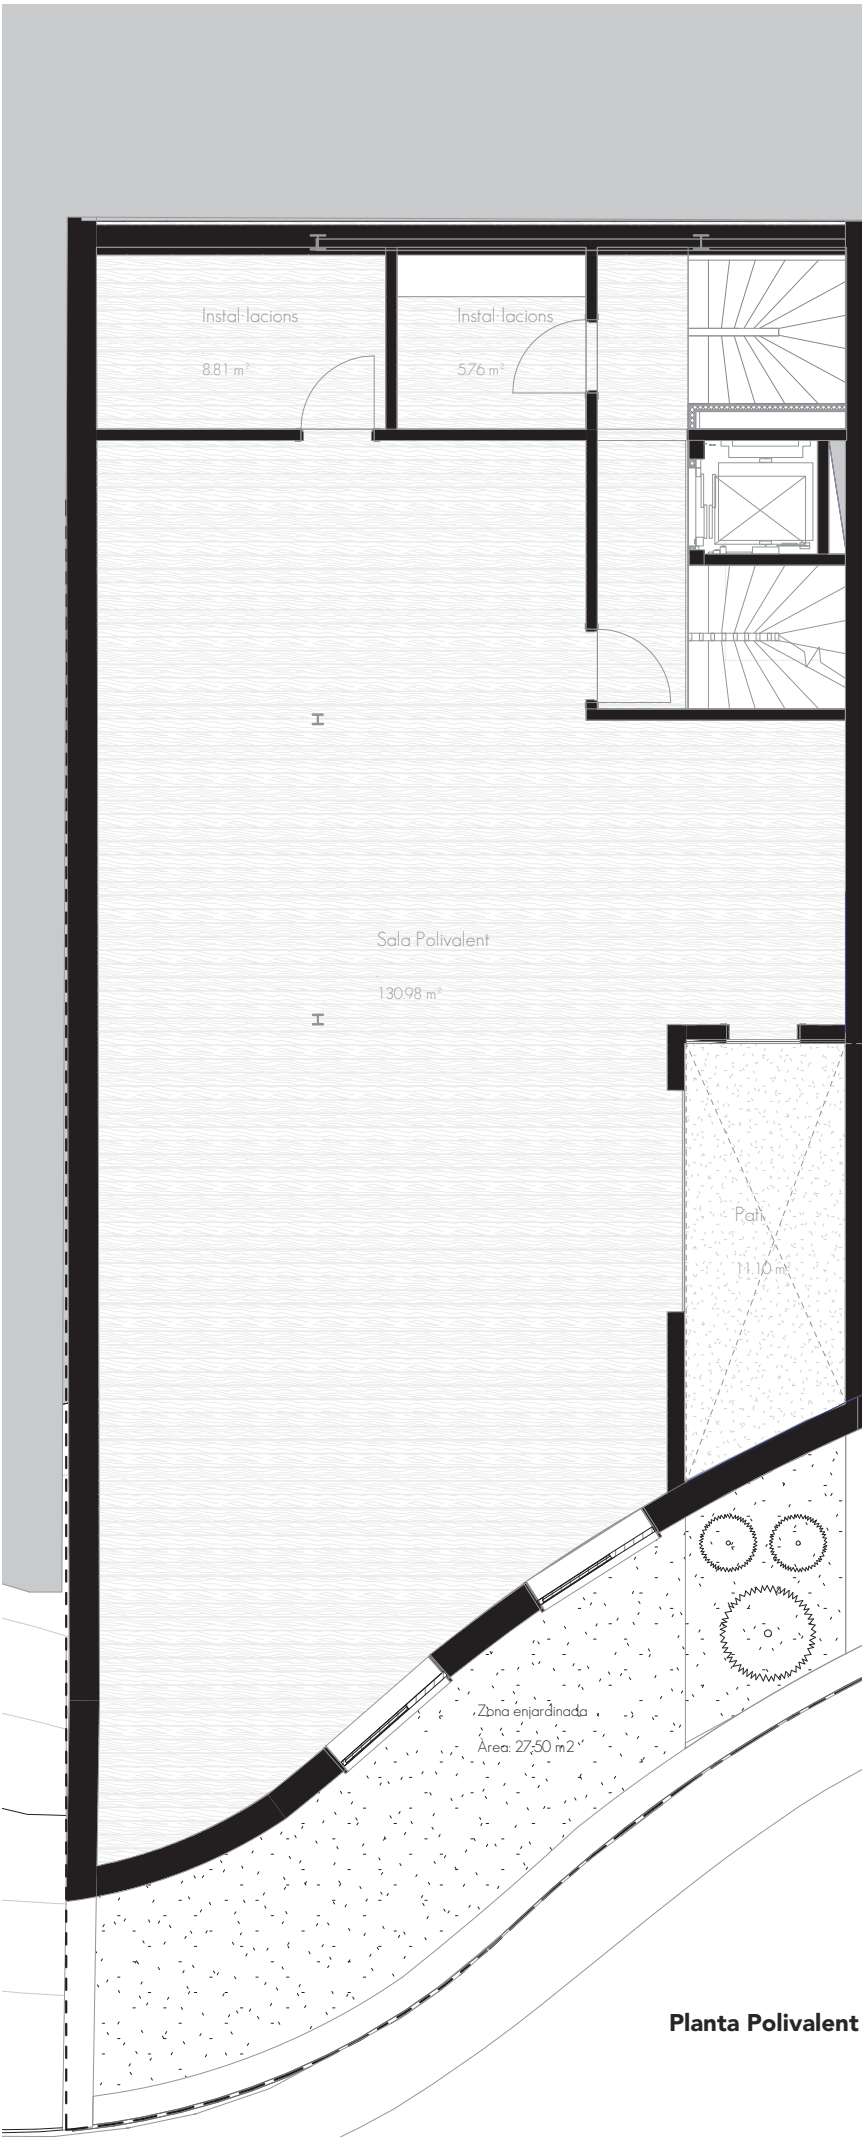 Instal·lacions
8.81 m²
Instal·lacions
5.76 m²
Sala Polivalent
130.98 m²
Pati
11.10 m²
Zona enjardinada
Àrea: 27,50 m2
Planta Polivalent